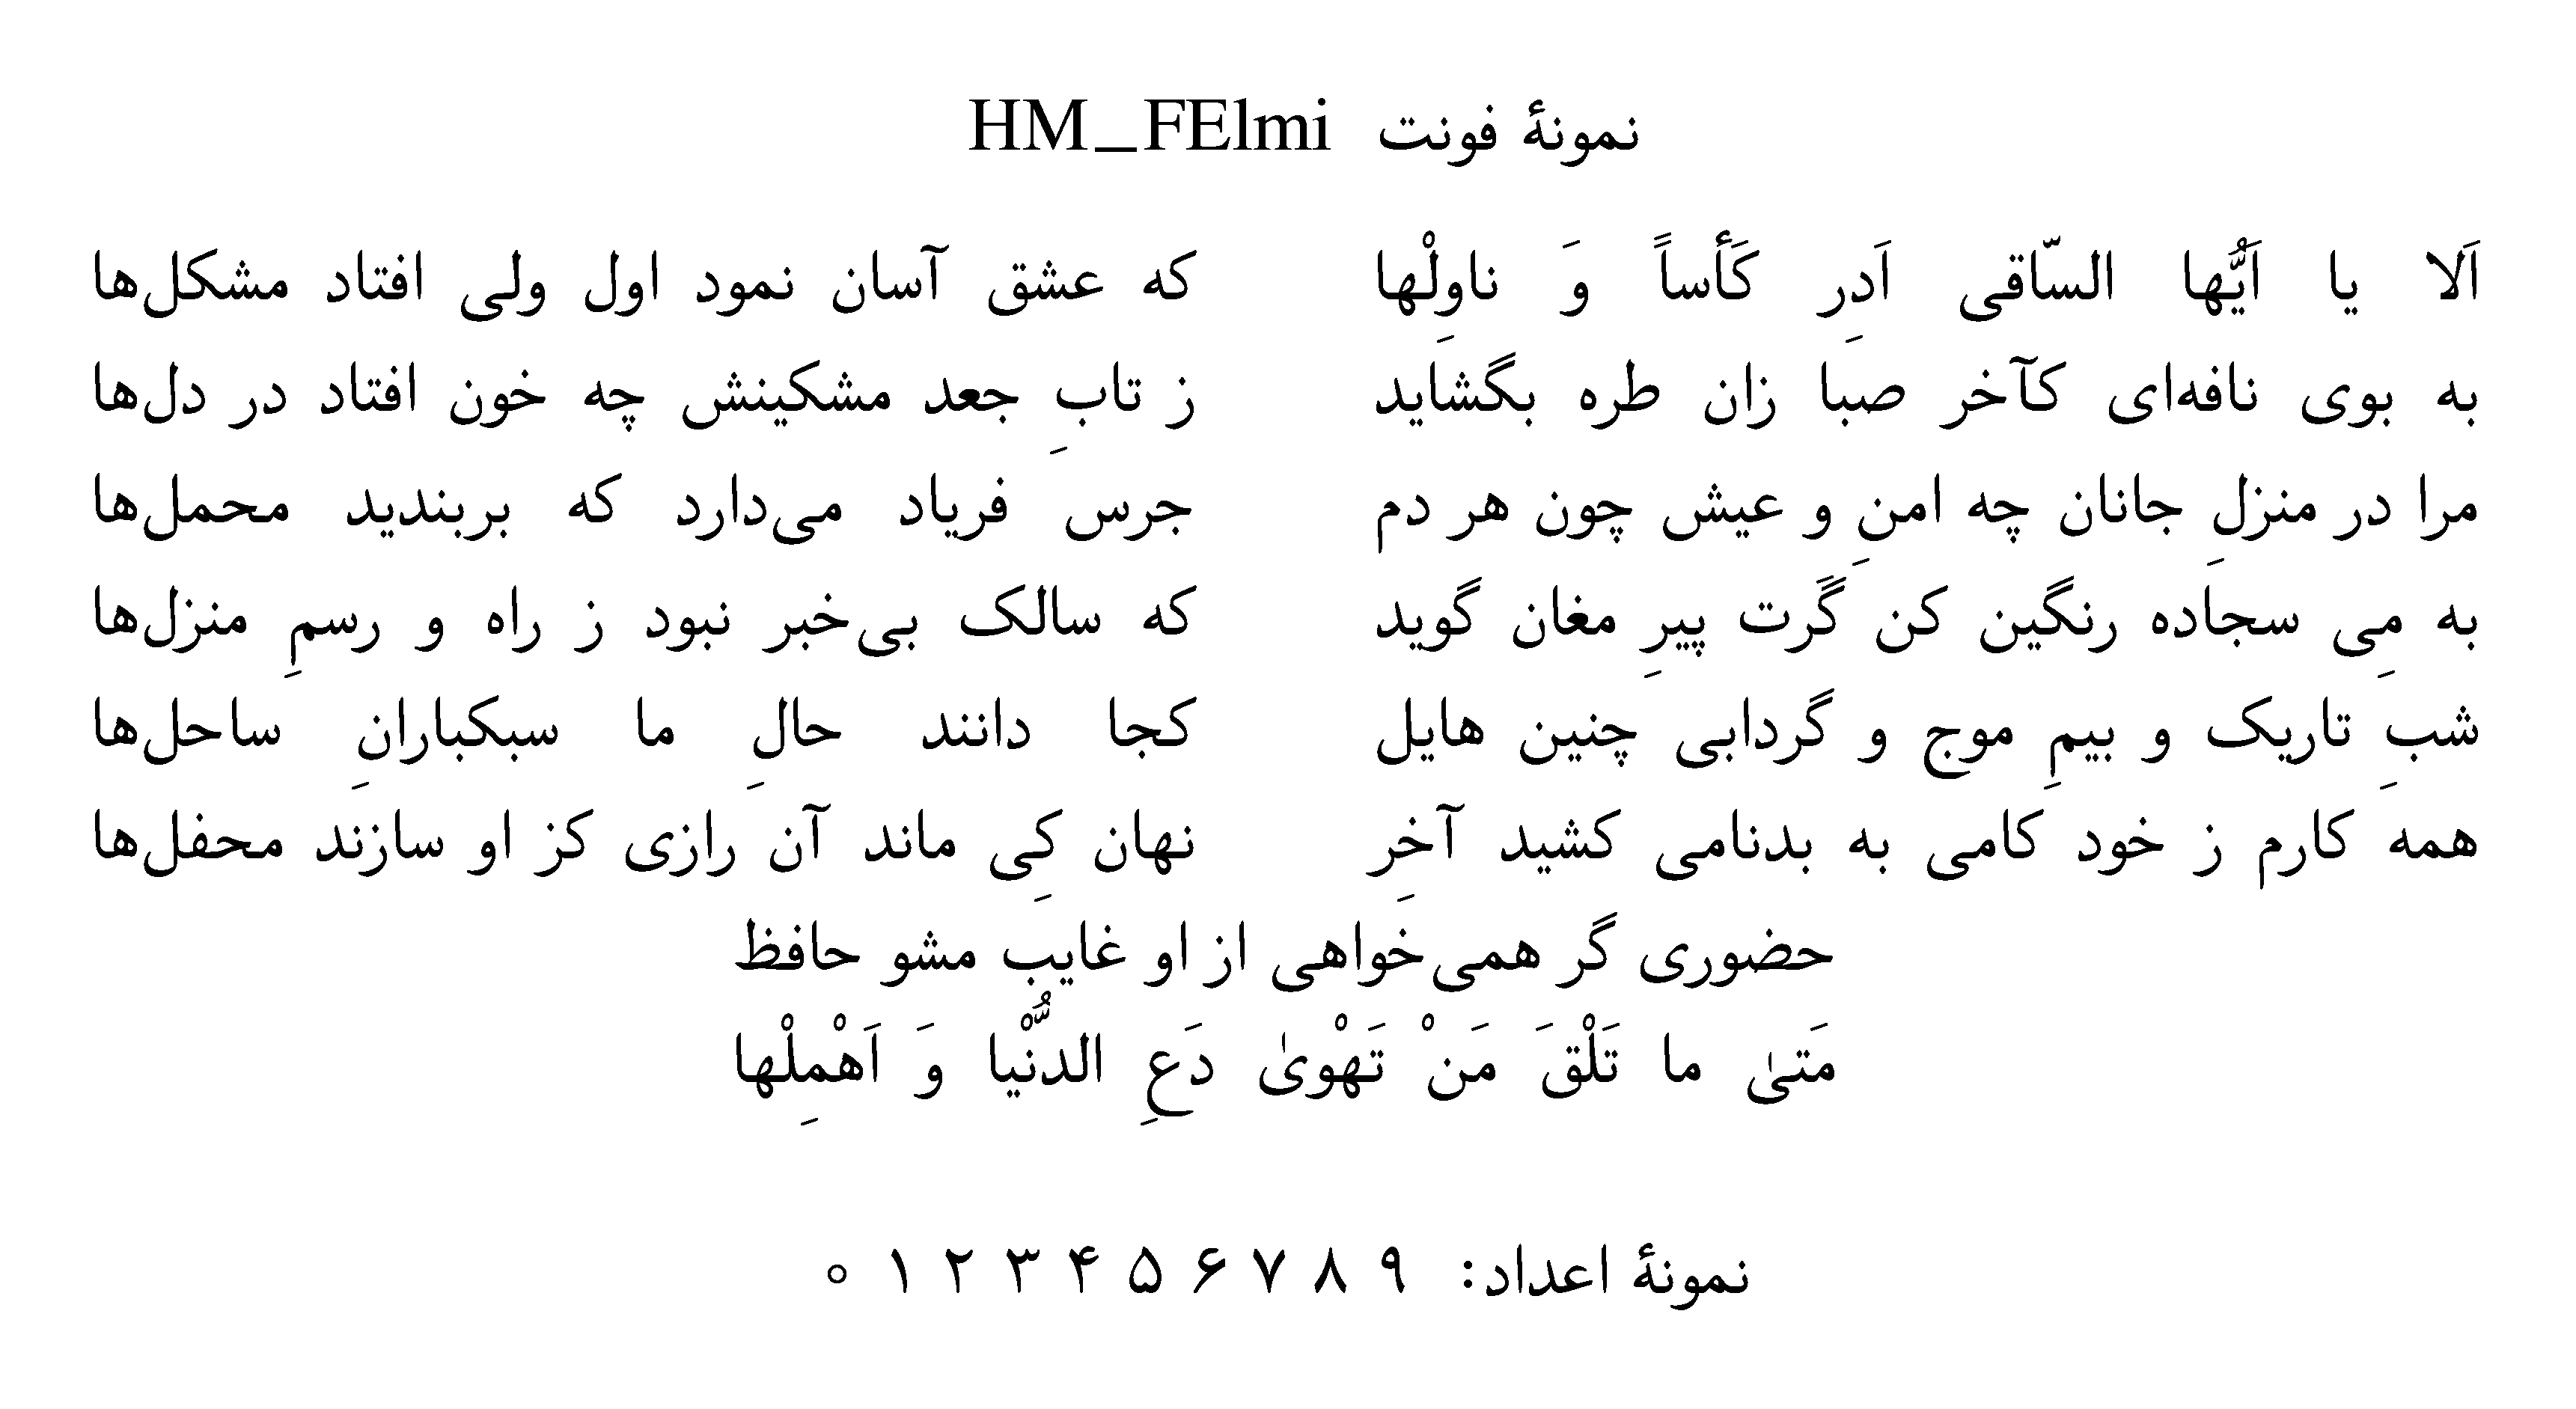 نمونهٔ فونت HM_FElmi
اَلا یا اَیُّها السّاقی اَدِر کَأساً وَ ناوِلْها که عشق آسان نمود اول ولی افتاد مشکل‌ها
به بوی نافه‌ای کآخر صبا زان طره بگشاید ز تابِ جعد مشکینش چه خون افتاد در دل‌ها
مرا در منزلِ جانان چه امنِ و عیش چون هر دم جرس فریاد می‌دارد که بربندید محمل‌ها
به مِی سجاده رنگین کن گَرت پیرِ مغان گوید که سالک بی‌خبر نبود ز راه و رسمِ منزل‌ها
شبِ تاریک و بیمِ موج و گردابی چنین هایل کجا دانند حالِ ما سبکبارانِ ساحل‌ها
همه کارم ز خود کامی به بدنامی کشید آخِر نهان کِی ماند آن رازی کز او سازند محفل‌ها
حضوری گر همی‌خواهی از او غایب مشو حافظ
مَتیٰ ما تَلْقَ مَنْ تَهْویٰ دَعِ الدُّنْیا وَ اَهْمِلْها
نمونهٔ اعداد: ۹ ۸ ۷ ۶ ۵ ۴ ۳ ۲ ۱ ۰